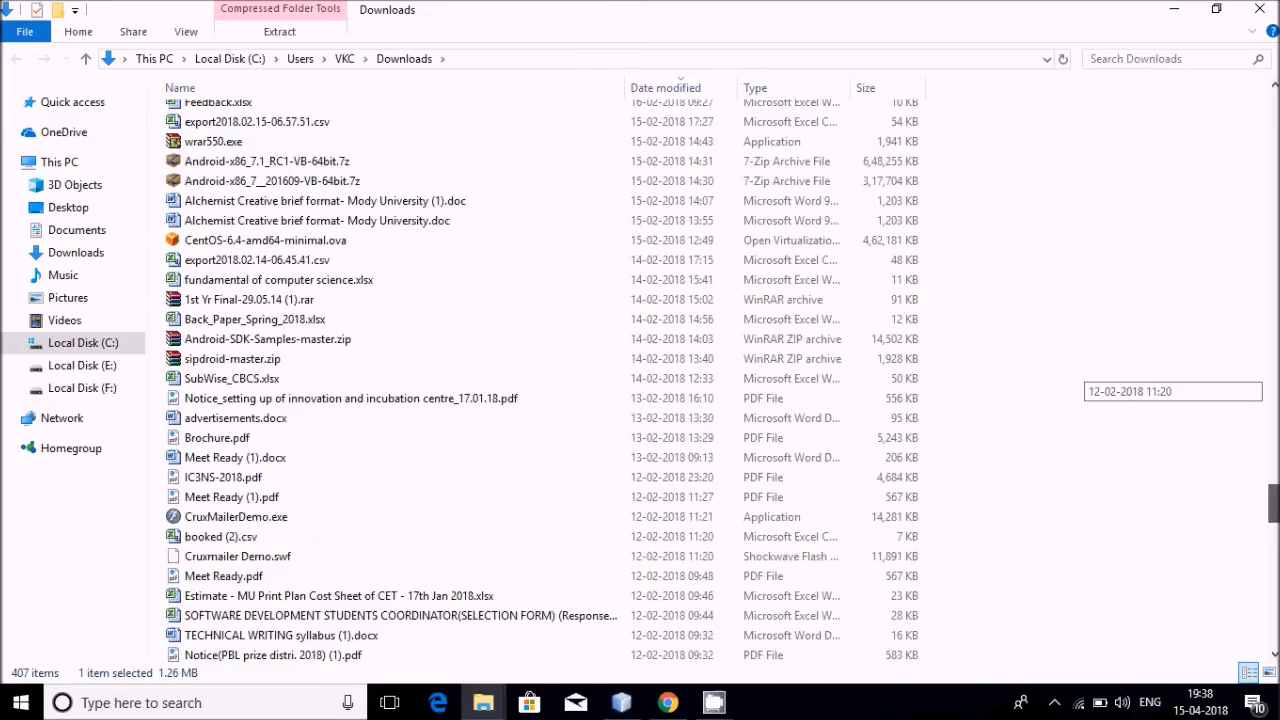 Compressed Folder Tools Downloads
File Home Share View Extract
This PC Local Disk (C:) Users VKC Downloads Search Downloads
Name Date modified Type Size
Quick access
OneDrive
This PC
3D Objects
Desktop
Documents
Downloads
Music
Pictures
Videos
Local Disk (C:)
Local Disk (E:)
Local Disk (F:)
Network
Homegroup
Feedback.xlsx 16-02-2018 09:27 Microsoft Excel W... 10 KB
export2018.02.15-06.57.51.csv 15-02-2018 17:27 Microsoft Excel C... 54 KB
wrar550.exe 15-02-2018 14:43 Application 1,941 KB
Android-x86_7.1_RC1-VB-64bit.7z 15-02-2018 14:31 7-Zip Archive File 6,48,255 KB
Android-x86_7__201609-VB-64bit.7z 15-02-2018 14:30 7-Zip Archive File 3,17,704 KB
Alchemist Creative brief format- Mody University (1).doc 15-02-2018 14:07 Microsoft Word 9... 1,203 KB
Alchemist Creative brief format- Mody University.doc 15-02-2018 13:55 Microsoft Word 9... 1,203 KB
CentOS-6.4-amd64-minimal.ova 15-02-2018 12:49 Open Virtualizatio... 4,62,181 KB
export2018.02.14-06.45.41.csv 14-02-2018 17:15 Microsoft Excel C... 48 KB
fundamental of computer science.xlsx 14-02-2018 15:41 Microsoft Excel W... 11 KB
1st Yr Final-29.05.14 (1).rar 14-02-2018 15:02 WinRAR archive 91 KB
Back_Paper_Spring_2018.xlsx 14-02-2018 14:56 Microsoft Excel W... 12 KB
Android-SDK-Samples-master.zip 14-02-2018 14:03 WinRAR ZIP archive 14,502 KB
sipdroid-master.zip 14-02-2018 13:40 WinRAR ZIP archive 1,928 KB
SubWise_CBCS.xlsx 14-02-2018 12:33 Microsoft Excel W... 50 KB
Notice_setting up of innovation and incubation centre_17.01.18.pdf 13-02-2018 16:10 PDF File 556 KB
12-02-2018 11:20
advertisements.docx 13-02-2018 13:30 Microsoft Word D... 95 KB
Brochure.pdf 13-02-2018 13:29 PDF File 5,243 KB
Meet Ready (1).docx 13-02-2018 09:13 Microsoft Word D... 206 KB
IC3NS-2018.pdf 12-02-2018 23:20 PDF File 4,684 KB
Meet Ready (1).pdf 12-02-2018 11:27 PDF File 567 KB
CruxMailerDemo.exe 12-02-2018 11:21 Application 14,281 KB
booked (2).csv 12-02-2018 11:20 Microsoft Excel C... 7 KB
Cruxmailer Demo.swf 12-02-2018 11:20 Shockwave Flash ... 11,891 KB
Meet Ready.pdf 12-02-2018 09:48 PDF File 567 KB
Estimate - MU Print Plan Cost Sheet of CET - 17th Jan 2018.xlsx 12-02-2018 09:46 Microsoft Excel W... 23 KB
SOFTWARE DEVELOPMENT STUDENTS COORDINATOR(SELECTION FORM) (Response... 12-02-2018 09:44 Microsoft Excel W... 28 KB
TECHNICAL WRITING syllabus (1).docx 12-02-2018 09:32 Microsoft Word D... 16 KB
Notice(PBL prize distri. 2018) (1).pdf 12-02-2018 09:32 PDF File 583 KB
407 items 1 item selected 1.26 MB
Type here to search ENG 19:38
15-04-2018 10